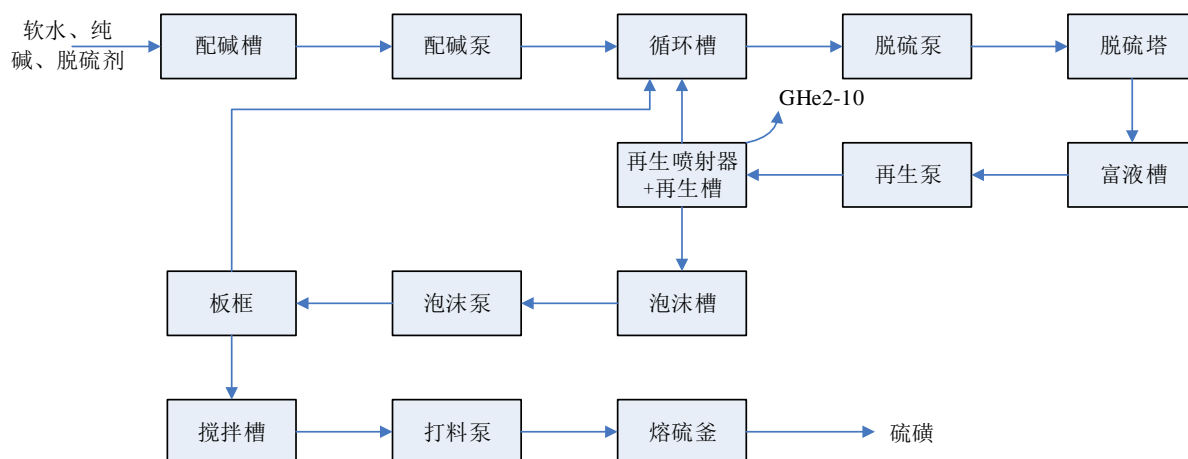 软水、纯
碱、脱硫剂
配碱槽
配碱泵
循环槽
脱硫泵
脱硫塔
GHe2-10
再生喷射器
+再生槽
再生泵
富液槽
板框
泡沫泵
泡沫槽
搅拌槽
打料泵
熔硫釜
硫磺